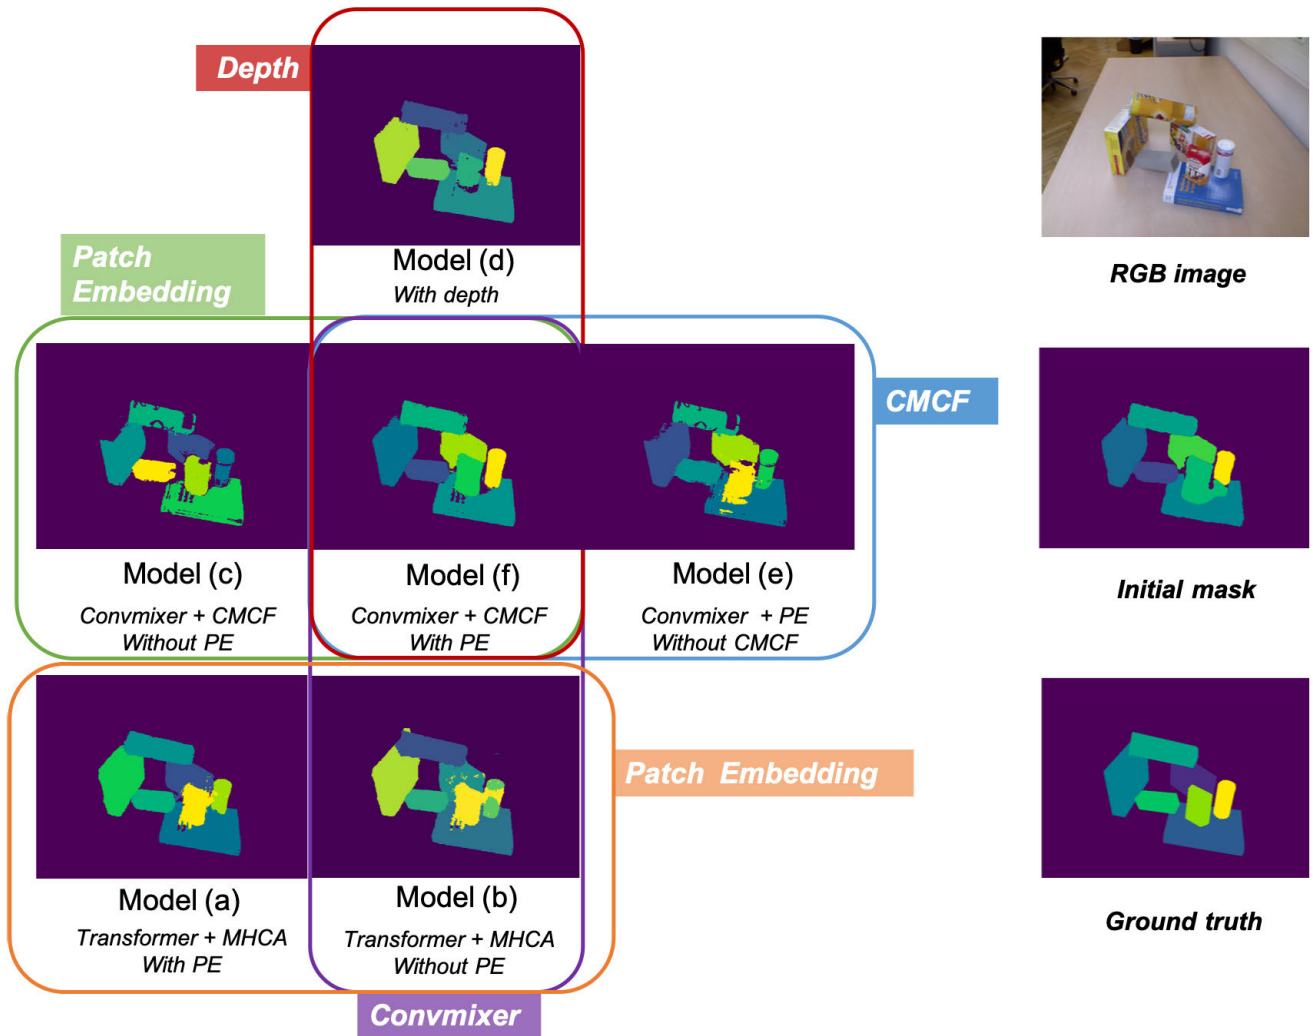 Depth
Model (d)
With depth
RGB image
Patch
Embedding
CMCF
Model (c)
Convmixer + CMCF
Without PE
Model (f)
Convmixer + CMCF
With PE
Model (e)
Convmixer + PE
Without CMCF
Initial mask
Patch Embedding
Model (a)
Transformer + MHCA
With PE
Model (b)
Transformer + MHCA
Without PE
Ground truth
Convmixer